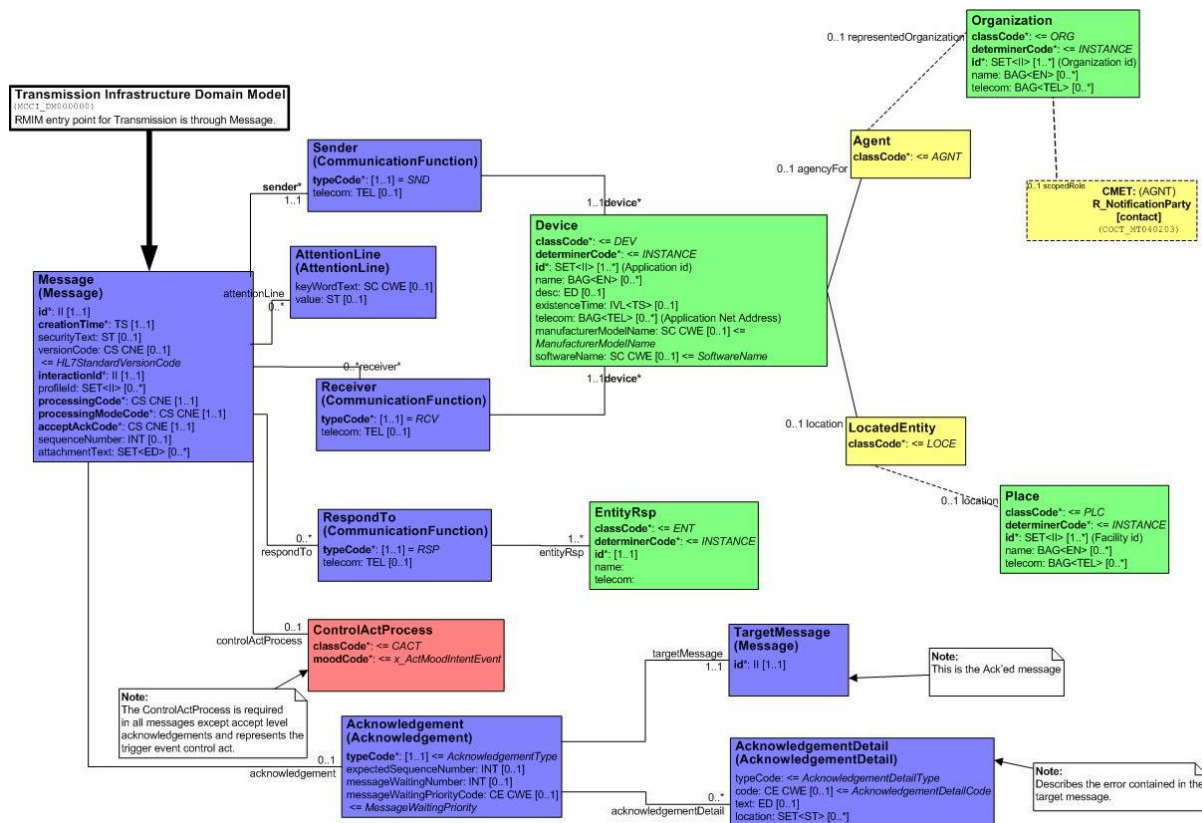 Transmission Infrastructure Domain Model
(MCCI_DM000000)
RMIM entry point for Transmission is through Message.
Organization
classCode*: <= ORG
determinerCode*: <= INSTANCE
id*: SET<II> [1..*] (Organization id)
name: BAG<EN> [0..*]
telecom: BAG<TEL> [0..*]
0..1 representedOrganization
Agent
classCode*: <= AGNT
0..1 agencyFor
0..1 scopedRole
CMET: (AGNT)
R_NotificationParty
[contact]
(COCT_MT040203)
Sender
(CommunicationFunction)
typeCode*: [1..1] = SND
telecom: TEL [0..1]
sender*
1..1
1..1device*
Device
classCode*: <= DEV
determinerCode*: <= INSTANCE
id*: SET<II> [1..*] (Application id)
name: BAG<EN> [0..*]
desc: ED [0..1]
existenceTime: IVL<TS> [0..1]
telecom: BAG<TEL> [0..*] (Application Net Address)
manufacturerModelName: SC CWE [0..1] <=
ManufacturerModelName
softwareName: SC CWE [0..1] <= SoftwareName
1..1device*
AttentionLine
(AttentionLine)
keyWordText: SC CWE [0..1]
value: ST [0..1]
attentionLine
0..*
Message
(Message)
id*: II [1..1]
creationTime*: TS [1..1]
securityText: ST [0..1]
versionCode: CS CNE [0..1]
<= HL7StandardVersionCode
interactionId*: II [1..1]
profileId: SET<II> [0..*]
processingCode*: CS CNE [1..1]
processingModeCode*: CS CNE [1..1]
acceptAckCode*: CS CNE [1..1]
sequenceNumber: INT [0..1]
attachmentText: SET<ED> [0..*]
0..*receiver*
Receiver
(CommunicationFunction)
typeCode*: [1..1] = RCV
telecom: TEL [0..1]
0..1 location
LocatedEntity
classCode*: <= LOCE
0..1 location
Place
classCode*: <= PLC
determinerCode*: <= INSTANCE
id*: SET<II> [1..*] (Facility id)
name: BAG<EN> [0..*]
telecom: BAG<TEL> [0..*]
RespondTo
(CommunicationFunction)
typeCode*: [1..1] = RSP
telecom: TEL [0..1]
0..*
respondTo
1..*
entityRsp
EntityRsp
classCode*: <= ENT
determinerCode*: <= INSTANCE
id*: [1..1]
name:
telecom:
0..1
controlActProcess
ControlActProcess
classCode*: <= CACT
moodCode*: <= x_ActMoodIntentEvent
Note:
The ControlActProcess is required
in all messages except accept level
acknowledgements and represents the
trigger event control act.
targetMessage
1..1
TargetMessage
(Message)
id*: II [1..1]
Note:
This is the Ack'ed message
0..1
acknowledgement
Acknowledgement
(Acknowledgement)
typeCode*: [1..1] <= AcknowledgementType
expectedSequenceNumber: INT [0..1]
messageWaitingNumber: INT [0..1]
messageWaitingPriorityCode: CE CWE [0..1]
<= MessageWaitingPriority
0..*
acknowledgementDetail
AcknowledgementDetail
(AcknowledgementDetail)
typeCode: <= AcknowledgementDetailType
code: CE CWE [0..1] <= AcknowledgementDetailCode
text: ED [0..1]
location: SET<ST> [0..*]
Note:
Describes the error contained in the
target message.